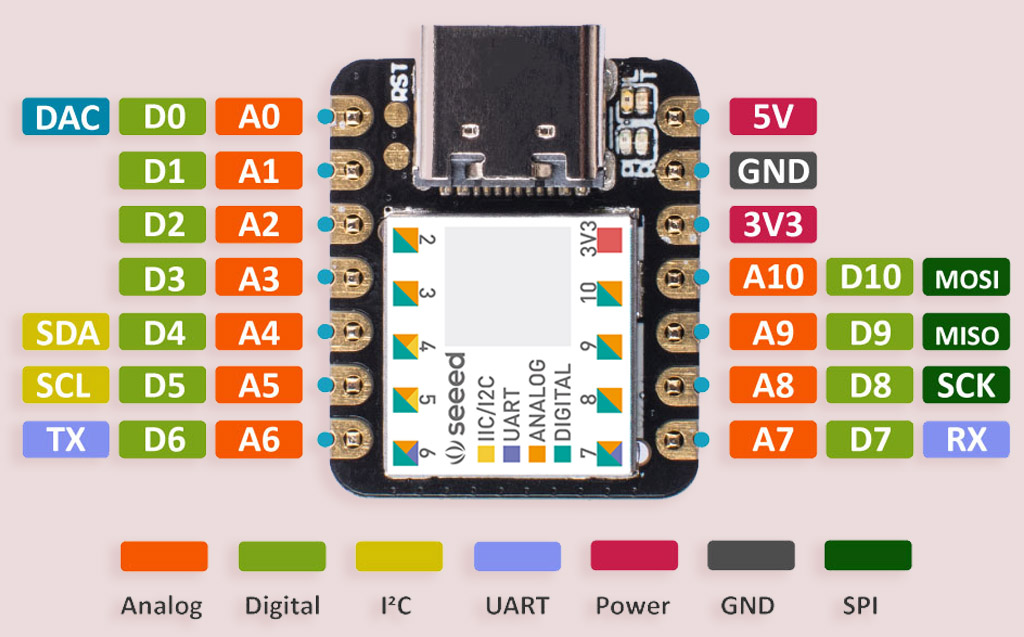 RST
DAC D0 A0 5V
D1 A1 GND
D2 A2 3V3
D3 A3 A10 D10 MOSI
SDA D4 A4 A9 D9 MISO
SCL D5 A5 A8 D8 SCK
TX D6 A6 A7 D7 RX
2
3
4
5
6
3V3
10
9
8
7
seeed
IIC/I2C
UART
ANALOG
DIGITAL
Analog Digital I²C UART Power GND SPI